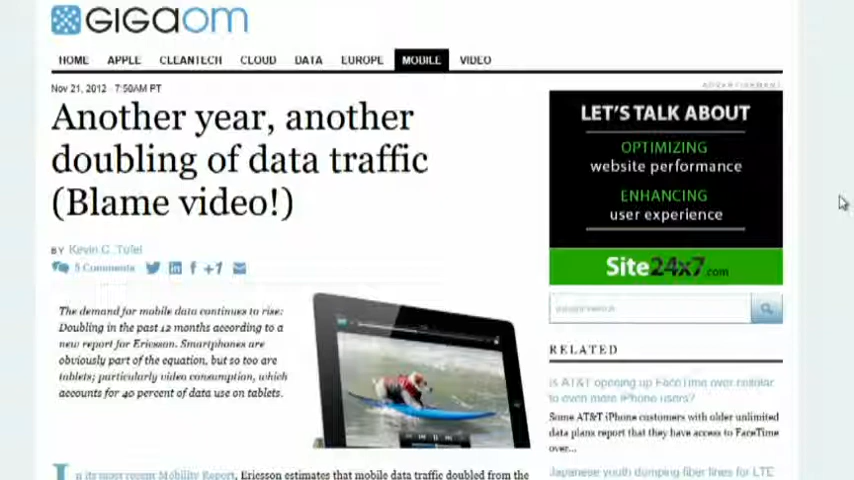 GIGAOM
HOME APPLE CLEANTECH CLOUD DATA EUROPE MOBILE VIDEO
Nov 21, 2012 - 7:50AM PT
Another year, another
doubling of data traffic
(Blame video!)
BY Kevin C. Tofel
5 Comments
+1
The demand for mobile data continues to rise:
Doubling in the past 12 months according to a
new report for Ericsson. Smartphones are
obviously part of the equation, but so too are
tablets; particularly video consumption, which
accounts for 40 percent of data use on tablets.
In its most recent Mobility Report, Ericsson estimates that mobile data traffic doubled from the
ADVERTISEMENT
LET'S TALK ABOUT
OPTIMIZING
website performance
ENHANCING
user experience
Site24x7.com
RELATED
Is AT&T opening up FaceTime over cellular
to even more iPhone users?
Some AT&T iPhone customers with older unlimited
data plans report that they have access to FaceTime
over...
Japanese youth dumping fiber lines for LTE